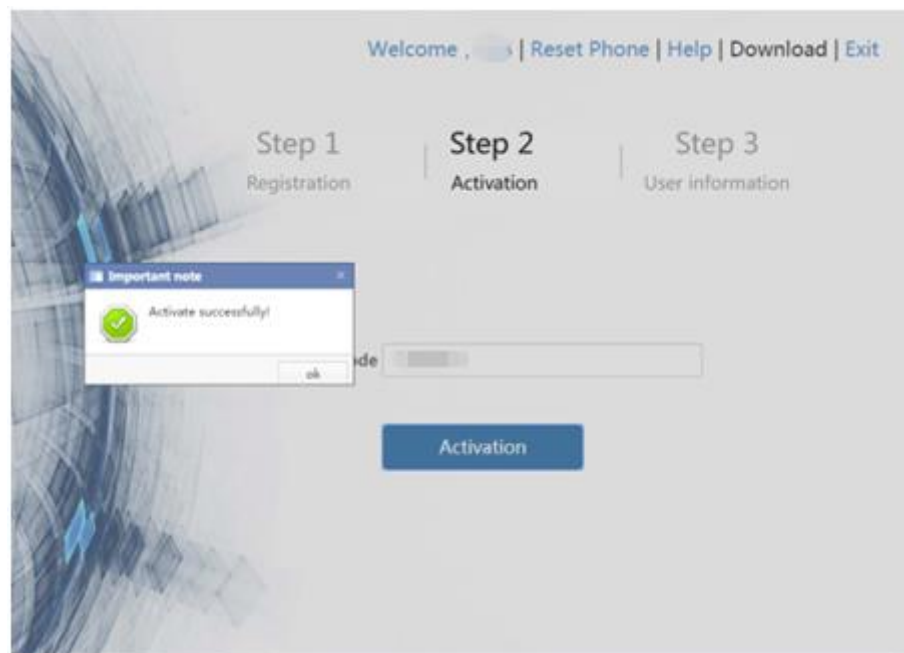 Welcome , | Reset Phone | Help | Download | Exit
Step 1
Step 2
Step 3
Registration
Activation
User information
Important note
Activate successfully!
ok
de
Activation